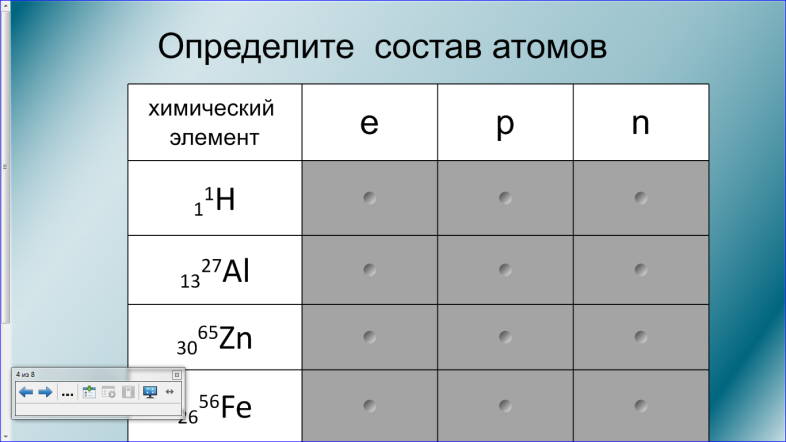 Определите состав атомов
химический
элемент
e
p
n
₁¹H
₁₃²⁷Al
₃₀⁶⁵Zn
₂₆⁵⁶Fe
4 из 8